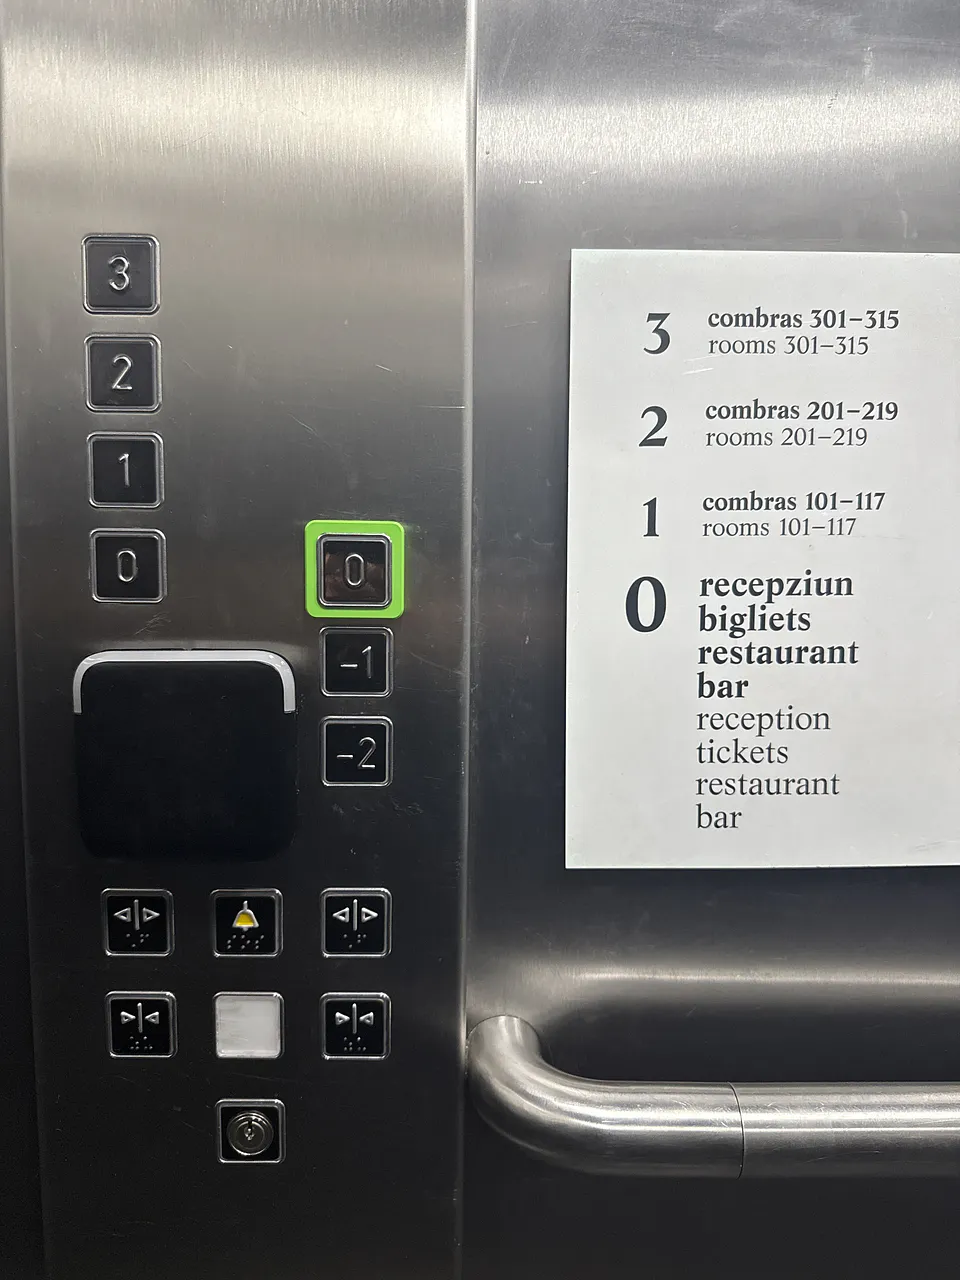 3
2
1
0
0
-1
-2
3 combras 301–315
rooms 301–315
2 combras 201–219
rooms 201–219
1 combras 101–117
rooms 101–117
0 recepziun
bigliets
restaurant
bar
reception
tickets
restaurant
bar